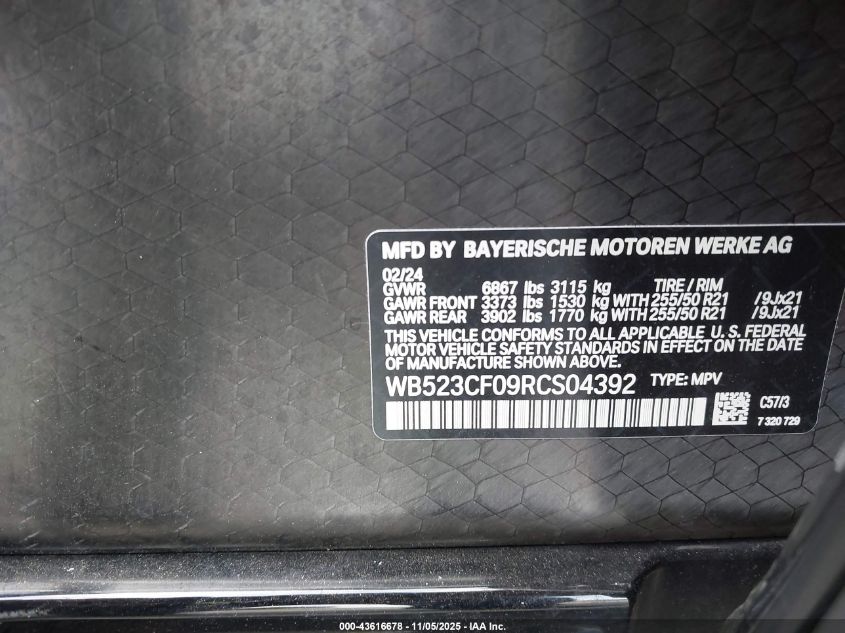 MFD BY BAYERISCHE MOTOREN WERKE AG
02/24
GVWR 6867 lbs 3115 kg TIRE / RIM
GAWR FRONT 3373 lbs 1530 kg WITH 255/50 R21 /9Jx21
GAWR REAR 3902 lbs 1770 kg WITH 255/50 R21 /9Jx21
THIS VEHICLE CONFORMS TO ALL APPLICABLE U. S. FEDERAL
MOTOR VEHICLE SAFETY STANDARDS IN EFFECT ON THE DATE
OF MANUFACTURE SHOWN ABOVE.
WB523CF09RCS04392 TYPE: MPV
C57/3
7 320 729
000-43616678 - 11/05/2025 - IAA Inc.